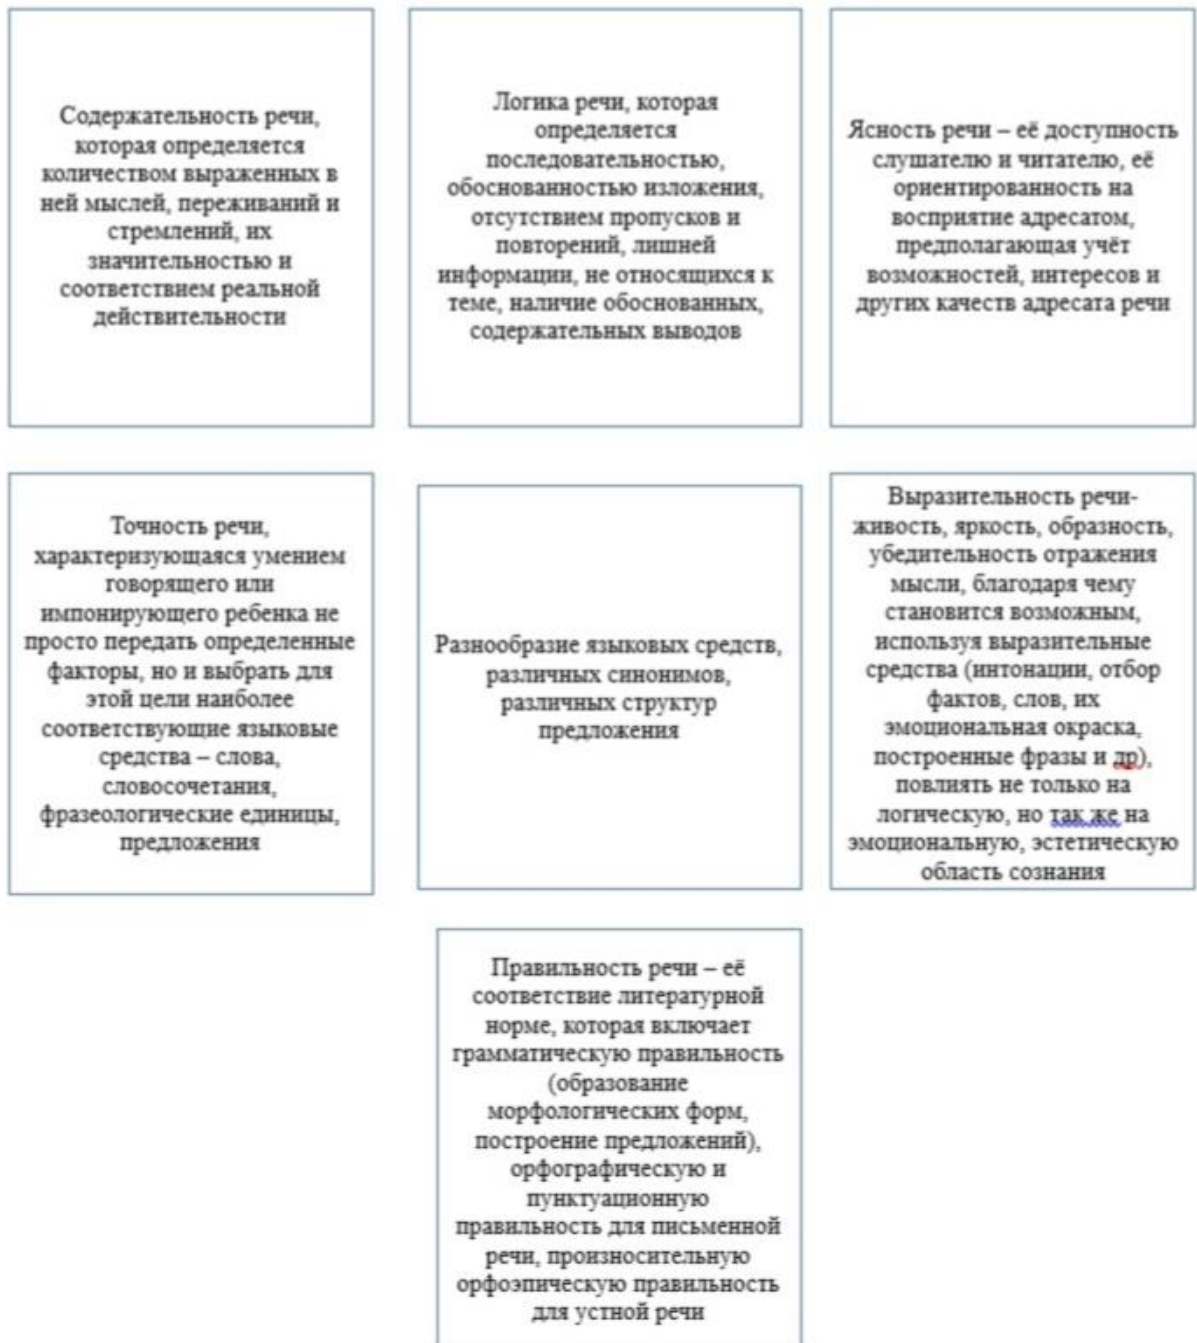 Содержательность речи,
которая определяется
количеством выраженных в
ней мыслей, переживаний и
стремлений, их
значительностью и
соответствием реальной
действительности
Логика речи, которая
определяется
последовательностью,
обоснованностью изложения,
отсутствием пропусков и
повторений, лишней
информации, не относящихся к
теме, наличие обоснованных,
содержательных выводов
Ясность речи – её доступность
слушателю и читателю, её
ориентированность на
восприятие адресатом,
предполагающая учёт
возможностей, интересов и
других качеств адресата речи
Точность речи,
характеризующаяся умением
говорящего или
импонирующего ребенка не
просто передать определенные
факторы, но и выбрать для
этой цели наиболее
соответствующие языковые
средства – слова,
словосочетания,
фразеологические единицы,
предложения
Разнообразие языковых средств,
различных синонимов,
различных структур
предложения
Выразительность речи-
живость, яркость, образность,
убедительность отражения
мысли, благодаря чему
становится возможным,
используя выразительные
средства (интонации, отбор
фактов, слов, их
эмоциональная окраска,
построенные фразы и др),
повлиять не только на
логическую, но так же на
эмоциональную, эстетическую
область сознания
Правильность речи – её
соответствие литературной
норме, которая включает
грамматическую правильность
(образование
морфологических форм,
построение предложений),
орфографическую и
пунктуационную
правильность для письменной
речи, произносительную
орфоэпическую правильность
для устной речи